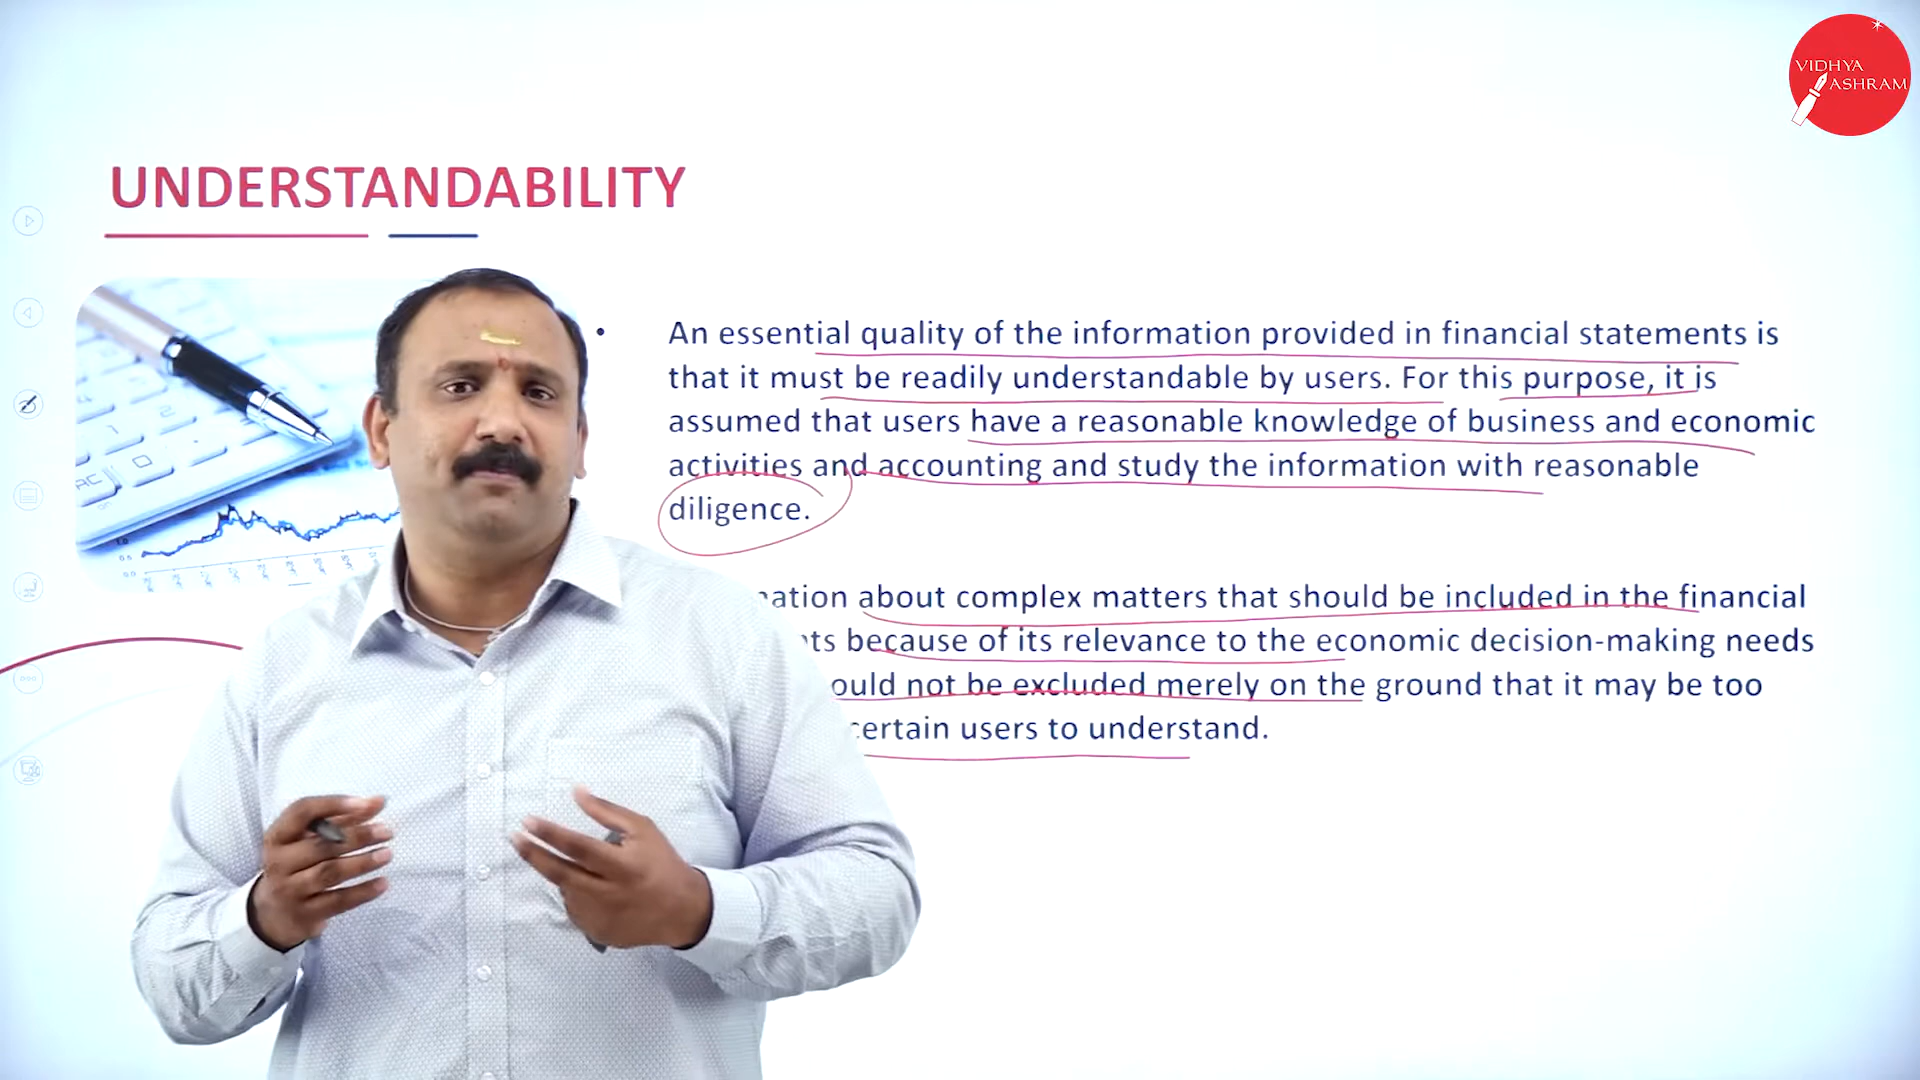 VIDHYA
ASHRAM
UNDERSTANDABILITY
• An essential quality of the information provided in financial statements is
that it must be readily understandable by users. For this purpose, it is
assumed that users have a reasonable knowledge of business and economic
activities and accounting and study the information with reasonable
diligence.
about complex matters that should be included in the financial
because of its relevance to the economic decision-making needs
not be excluded merely on the ground that it may be too
certain users to understand.